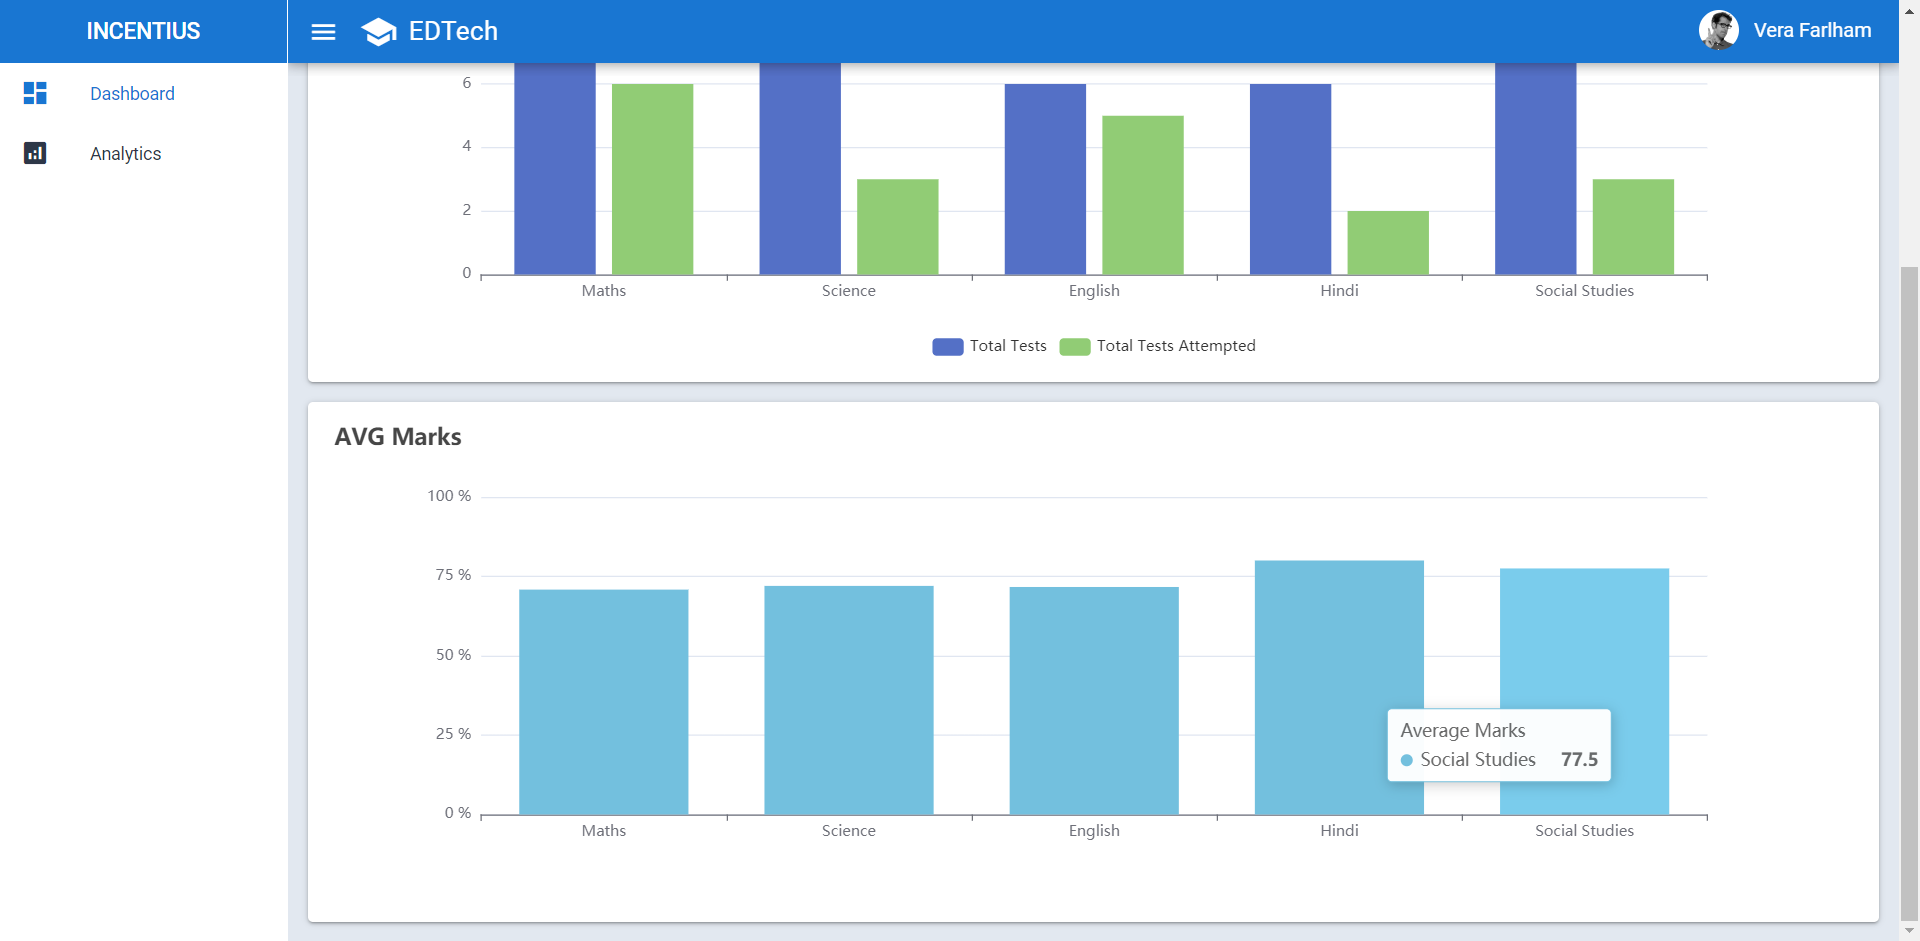 INCENTIUS
EDTech
Vera Farlham
Dashboard
Analytics
6
4
2
0
Maths Science English Hindi Social Studies
Total Tests Total Tests Attempted
AVG Marks
100 %
75 %
50 %
25 %
0 %
Average Marks
Social Studies 77.5
Maths Science English Hindi Social Studies